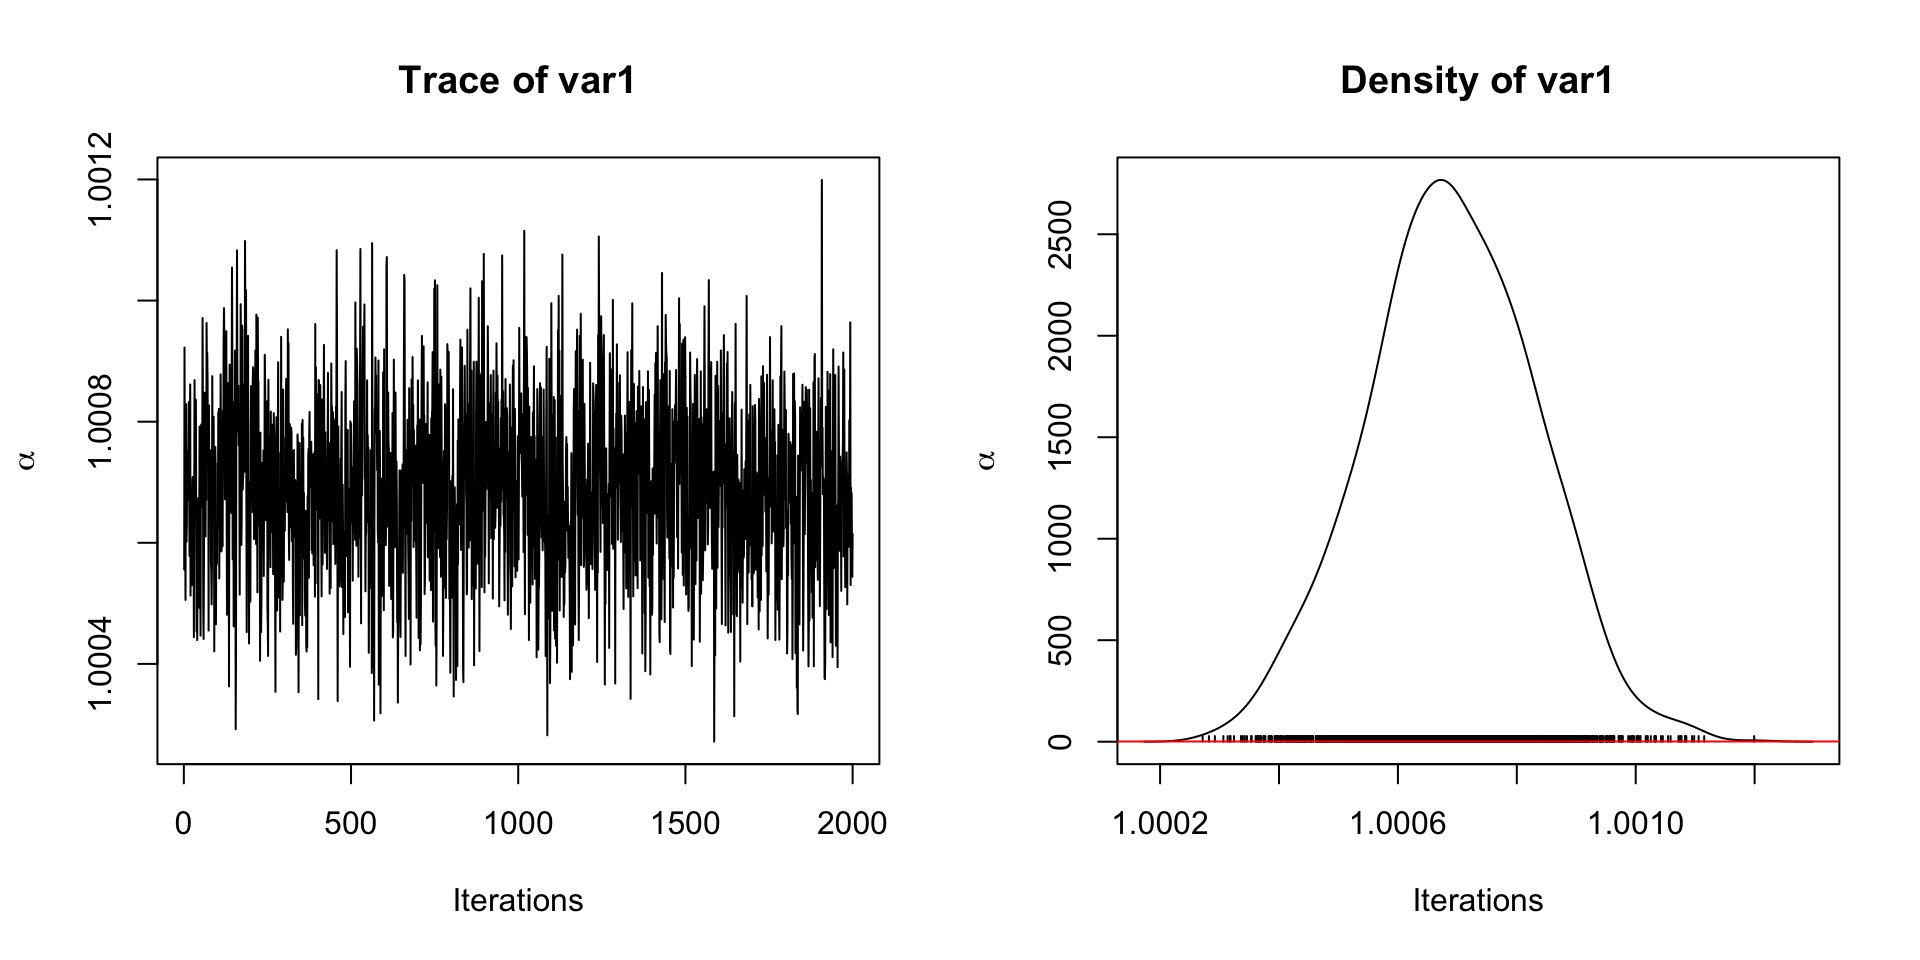 Trace of var1
α
1.0012
1.0008
1.0004
0 500 1000 1500 2000
Iterations
Density of var1
α
2500
2000
1500
1000
500
0
1.0002 1.0006 1.0010
Iterations